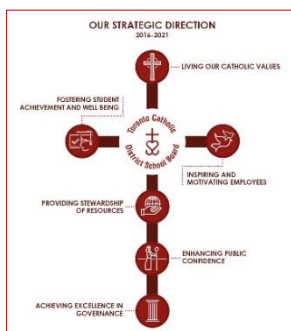 OUR STRATEGIC DIRECTION
2016-2021
LIVING OUR CATHOLIC VALUES
FOSTERING STUDENT
ACHIEVEMENT AND WELL BEING
Toronto Catholic
District School Board
INSPIRING AND
MOTIVATING EMPLOYEES
PROVIDING STEWARDSHIP
OF RESOURCES
ENHANCING PUBLIC
CONFIDENCE
ACHIEVING EXCELLENCE IN
GOVERNANCE